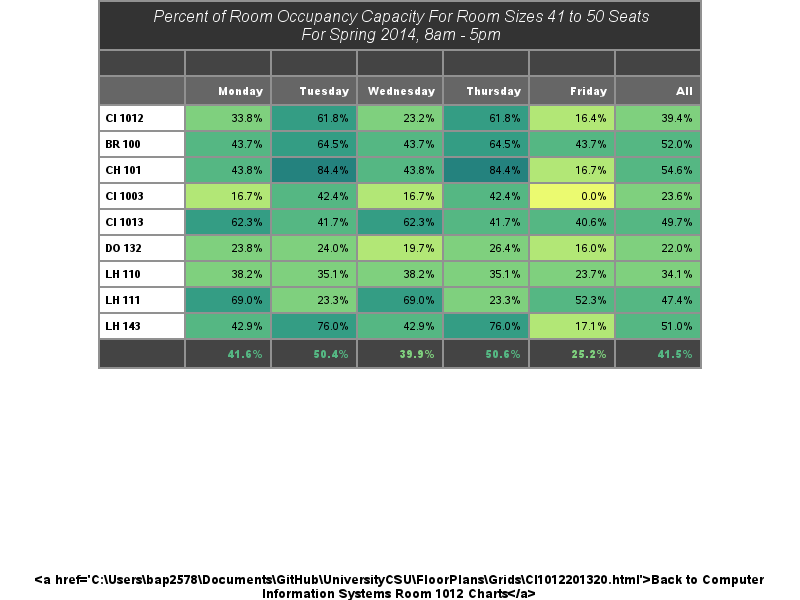 Percent of Room Occupancy Capacity For Room Sizes 41 to 50 Seats
For Spring 2014, 8am - 5pm
Monday Tuesday Wednesday Thursday Friday All
CI 1012 33.8% 61.8% 23.2% 61.8% 16.4% 39.4%
BR 100 43.7% 64.5% 43.7% 64.5% 43.7% 52.0%
CH 101 43.8% 84.4% 43.8% 84.4% 16.7% 54.6%
CI 1003 16.7% 42.4% 16.7% 42.4% 0.0% 23.6%
CI 1013 62.3% 41.7% 62.3% 41.7% 40.6% 49.7%
DO 132 23.8% 24.0% 19.7% 26.4% 16.0% 22.0%
LH 110 38.2% 35.1% 38.2% 35.1% 23.7% 34.1%
LH 111 69.0% 23.3% 69.0% 23.3% 52.3% 47.4%
LH 143 42.9% 76.0% 42.9% 76.0% 17.1% 51.0%
41.6% 50.4% 39.9% 50.6% 25.2% 41.5%
<a href='C:\Users\bap2578\Documents\GitHub\UniversityCSU\FloorPlans\Grids\CI1012201320.html'>Back to Computer
Information Systems Room 1012 Charts</a>